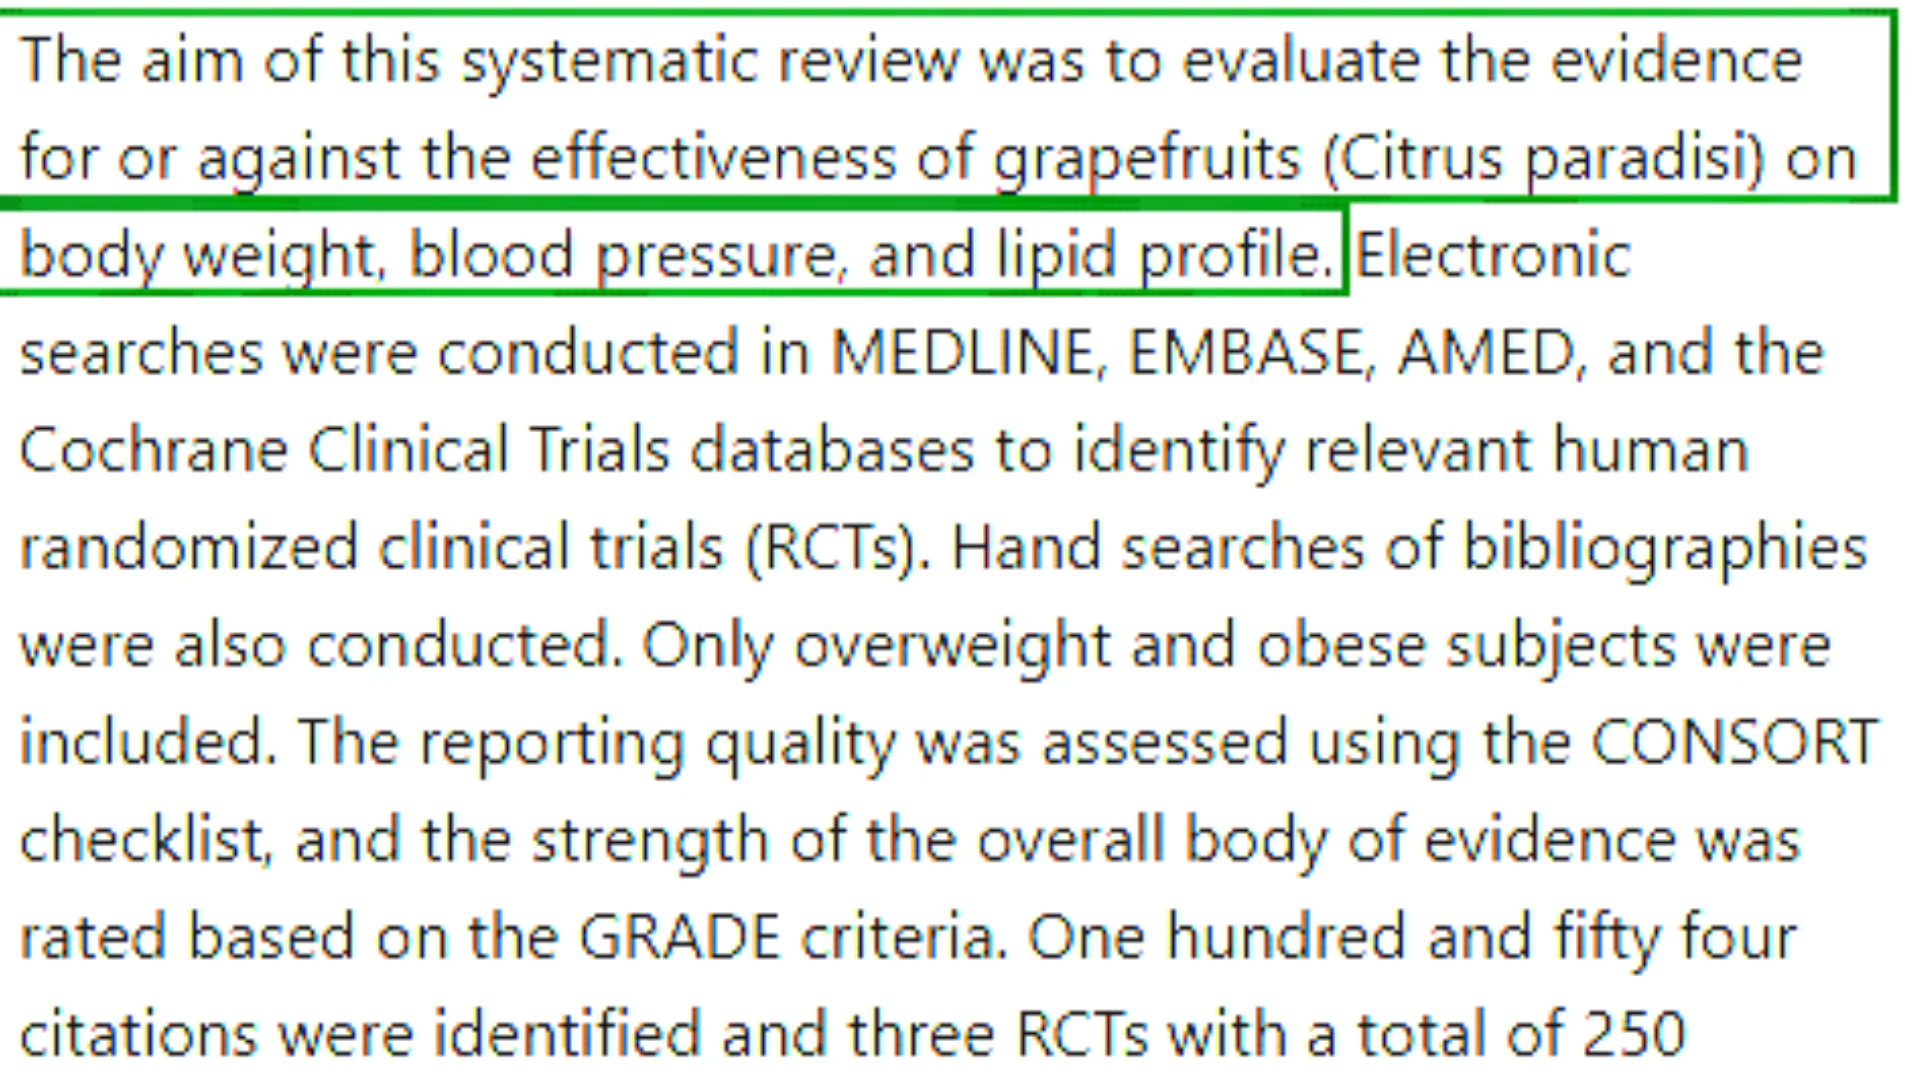 The aim of this systematic review was to evaluate the evidence
for or against the effectiveness of grapefruits (Citrus paradisi) on
body weight, blood pressure, and lipid profile. Electronic
searches were conducted in MEDLINE, EMBASE, AMED, and the
Cochrane Clinical Trials databases to identify relevant human
randomized clinical trials (RCTs). Hand searches of bibliographies
were also conducted. Only overweight and obese subjects were
included. The reporting quality was assessed using the CONSORT
checklist, and the strength of the overall body of evidence was
rated based on the GRADE criteria. One hundred and fifty four
citations were identified and three RCTs with a total of 250